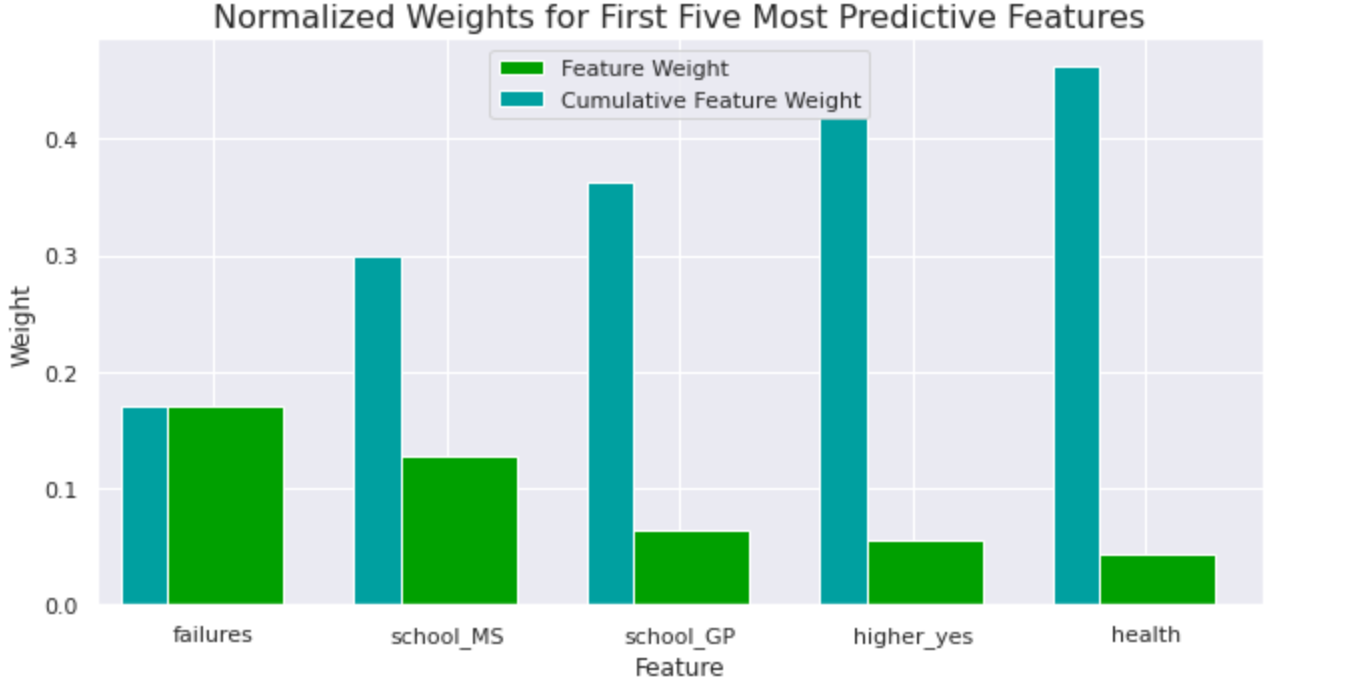 Normalized Weights for First Five Most Predictive Features
Feature Weight
Cumulative Feature Weight
0.4
0.3
0.2
0.1
0.0
Weight
failures school_MS school_GP higher_yes health
Feature